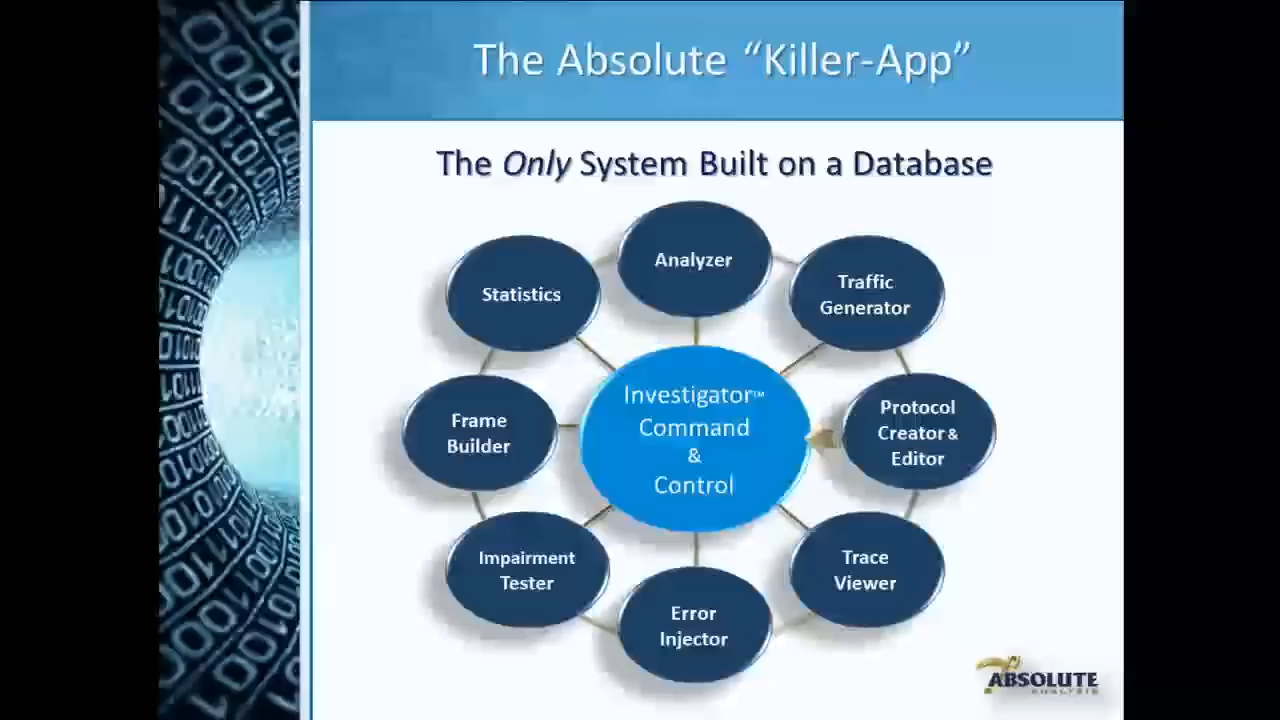 The Absolute “Killer-App”
The Only System Built on a Database
Analyzer
Statistics
Traffic
Generator
Investigator™
Command
&
Control
Frame
Builder
Protocol
Creator &
Editor
Impairment
Tester
Trace
Viewer
Error
Injector
ABSOLUTE
ANALYSIS